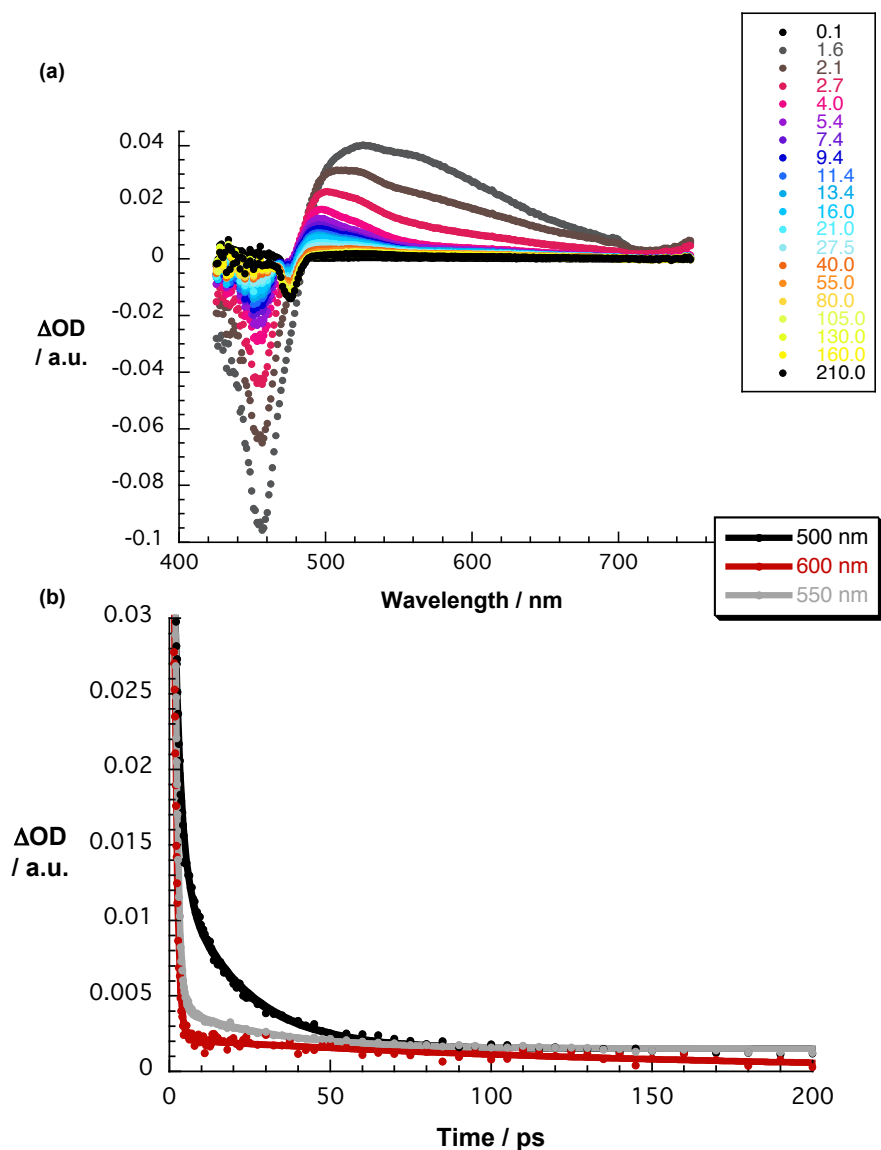 (a)
0.1
1.6
2.1
2.7
4.0
5.4
7.4
9.4
11.4
13.4
16.0
21.0
27.5
40.0
55.0
80.0
105.0
130.0
160.0
210.0
0.04
0.02
0
-0.02
-0.04
-0.06
-0.08
-0.1
ΔOD
/ a.u.
400 500 600 700
Wavelength / nm
500 nm
600 nm
550 nm
(b)
0.03
0.025
0.02
0.015
0.01
0.005
0
ΔOD
/ a.u.
0 50 100 150 200
Time / ps